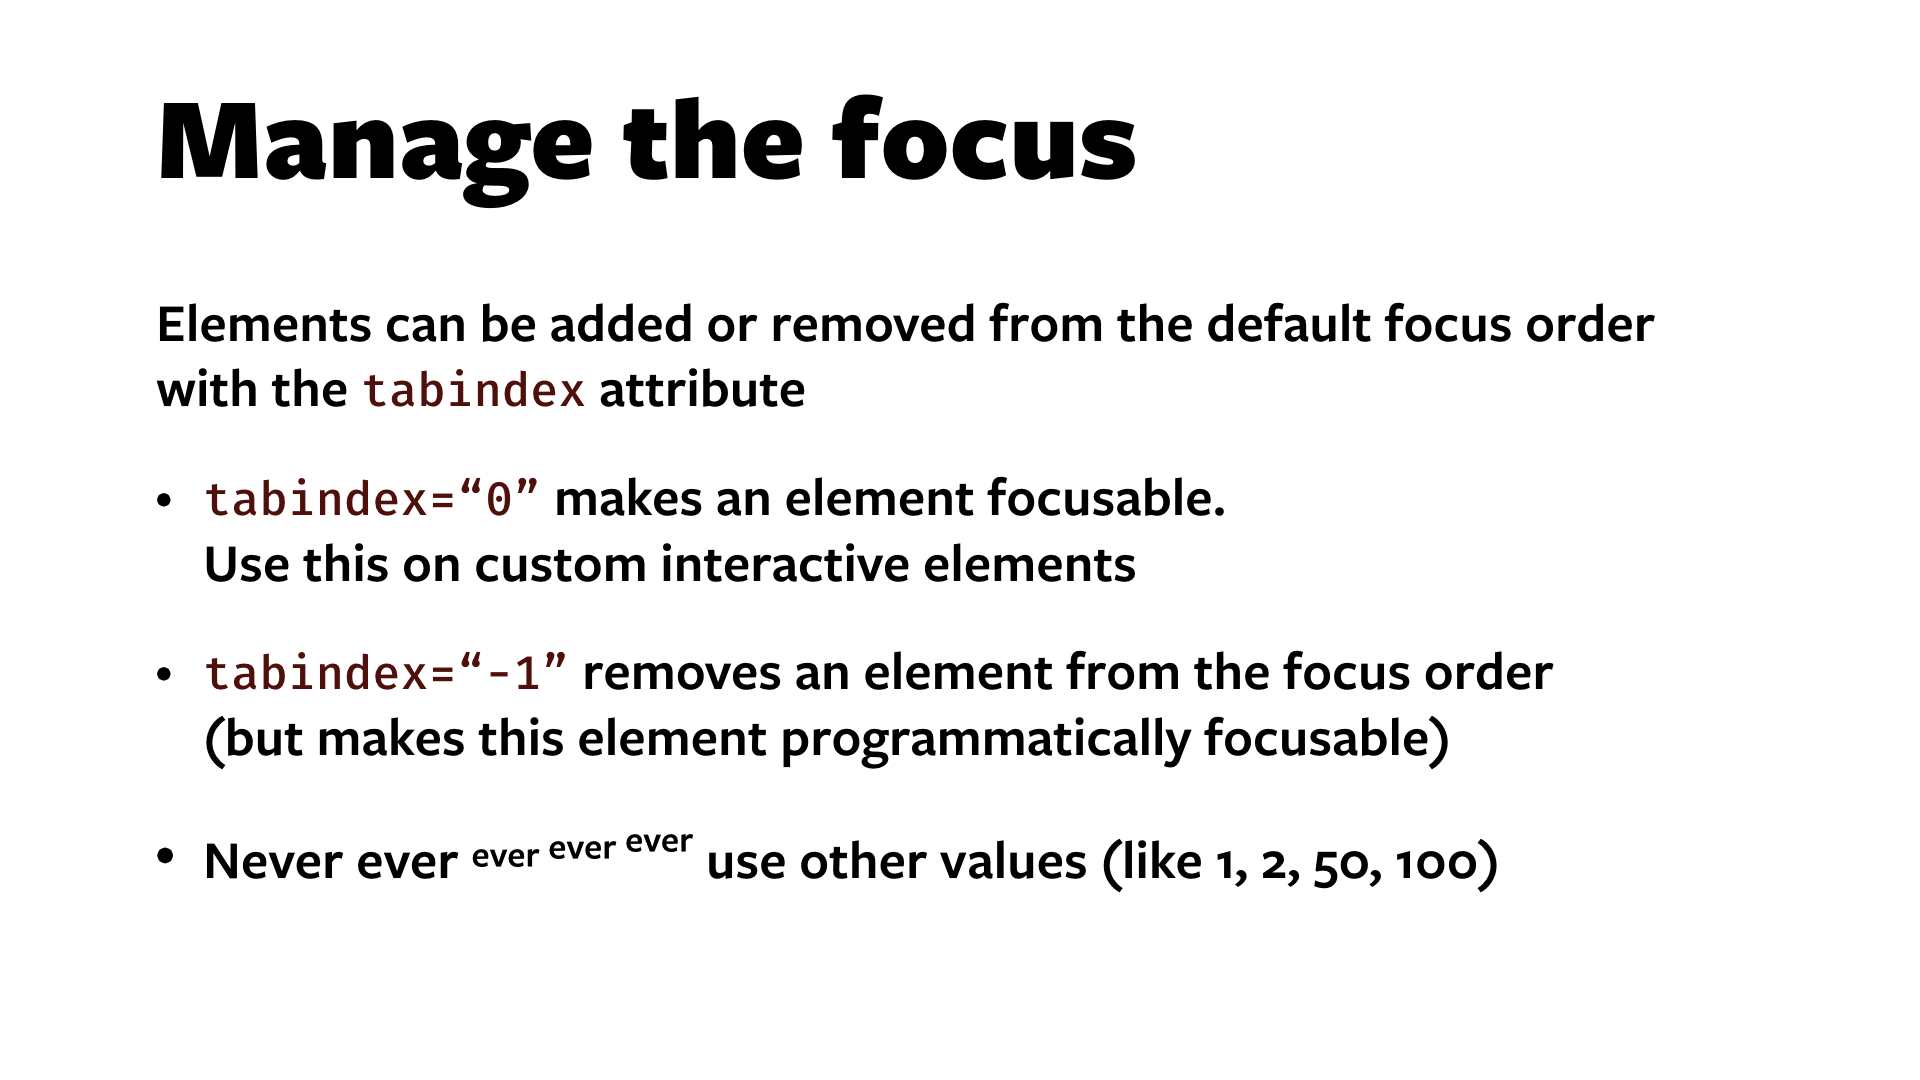 Manage the focus
Elements can be added or removed from the default focus order
with the tabindex attribute
• tabindex=“0” makes an element focusable.
Use this on custom interactive elements
• tabindex=“-1” removes an element from the focus order
(but makes this element programmatically focusable)
• Never ever ever ever ever use other values (like 1, 2, 50, 100)